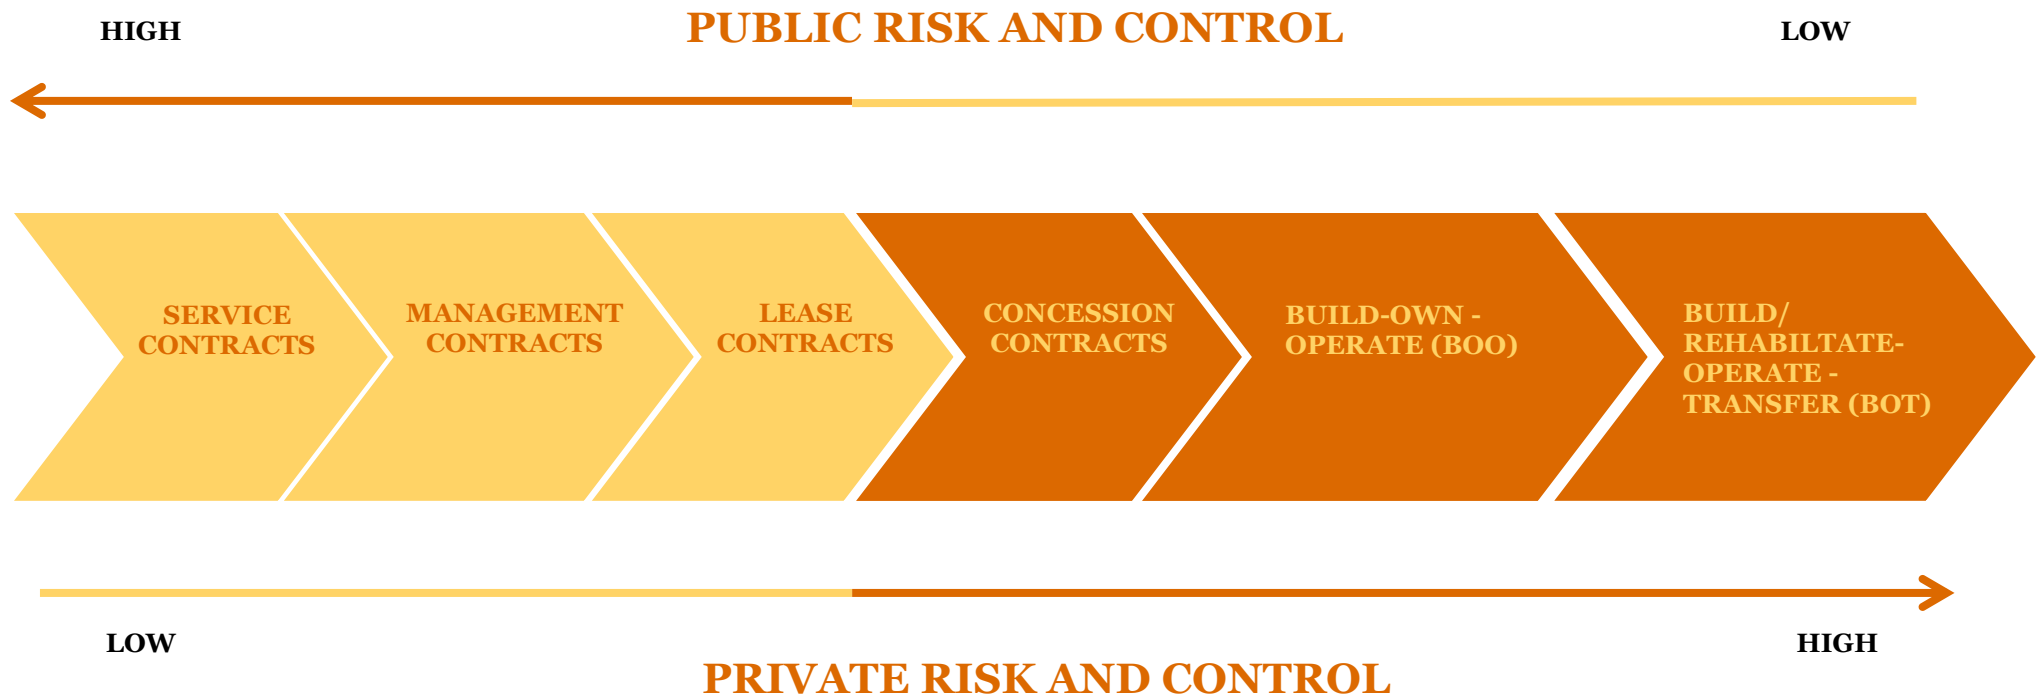 HIGH
PUBLIC RISK AND CONTROL
LOW
SERVICE
CONTRACTS
MANAGEMENT
CONTRACTS
LEASE
CONTRACTS
CONCESSION
CONTRACTS
BUILD-OWN -
OPERATE (BOO)
BUILD/
REHABILTATE-
OPERATE -
TRANSFER (BOT)
LOW
HIGH
PRIVATE RISK AND CONTROL